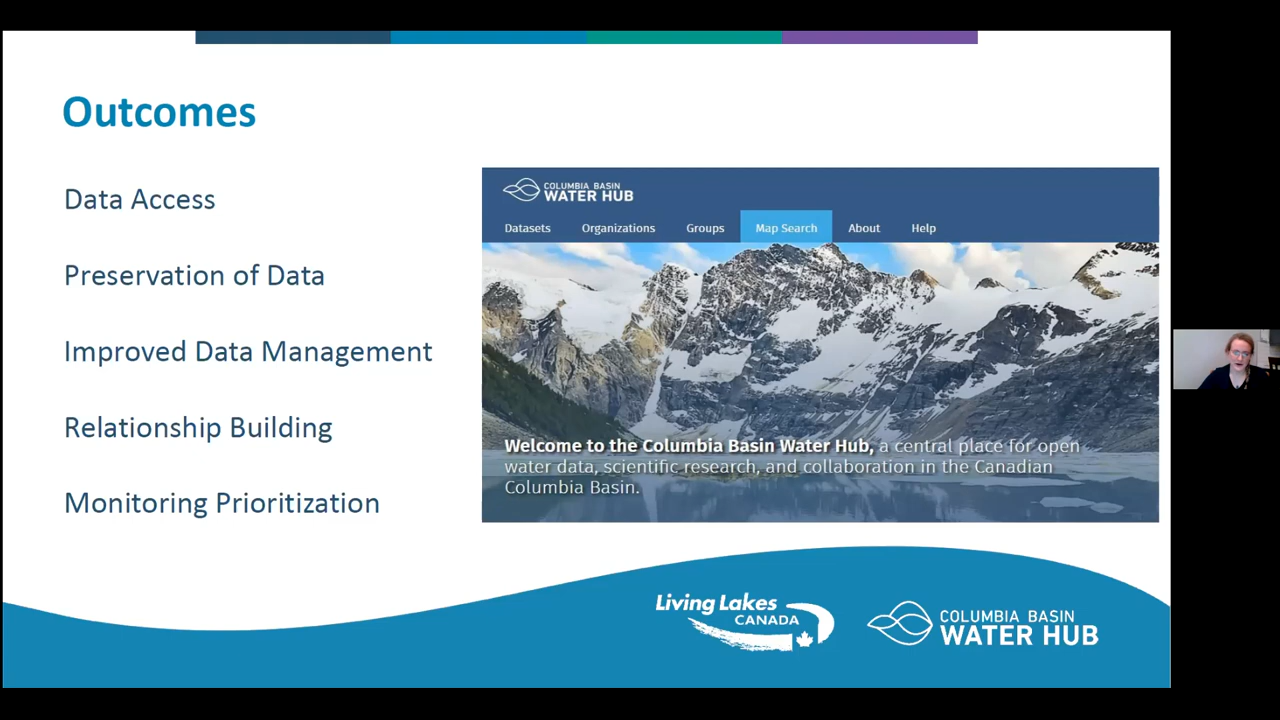 Outcomes
Data Access
Preservation of Data
Improved Data Management
Relationship Building
Monitoring Prioritization
COLUMBIA BASIN
WATER HUB
Datasets Organizations Groups Map Search About Help
Welcome to the Columbia Basin Water Hub, a central place for open
water data, scientific research, and collaboration in the Canadian
Columbia Basin.
Living Lakes
CANADA
COLUMBIA BASIN
WATER HUB